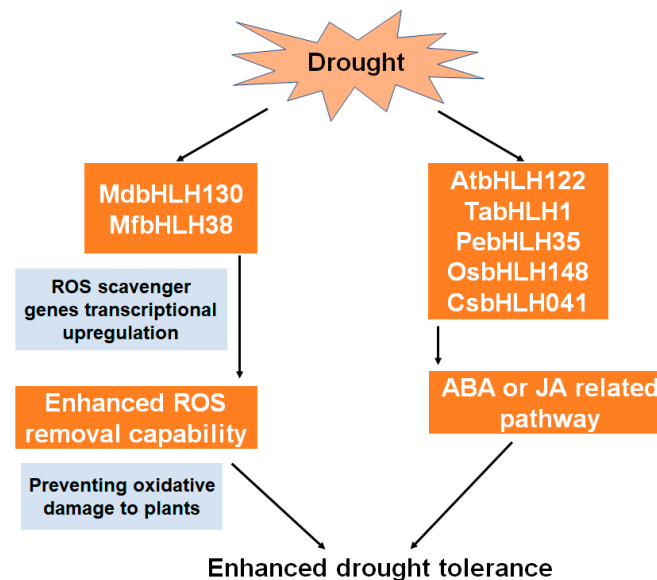 Drought
MdbHLH130
MfbHLH38
AtbHLH122
TabHLH1
PebHLH35
OsbHLH148
CsbHLH041
ROS scavenger
genes transcriptional
upregulation
Enhanced ROS
removal capability
ABA or JA related
pathway
Preventing oxidative
damage to plants
Enhanced drought tolerance